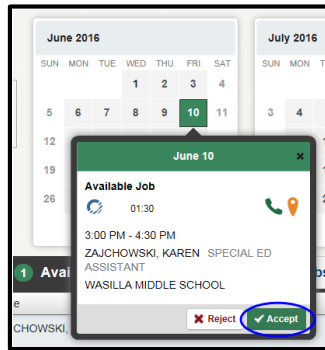 June 2016
July 2016
SUN MON TUE WED THU FRI SAT
SUN MON
1 2 3 4
5 6 7 8 9 10 11
3 4
12
19
26
June 10 ×
Available Job
01:30
3:00 PM - 4:30 PM
ZAJCHOWSKI, KAREN SPECIAL ED
ASSISTANT
WASILLA MIDDLE SCHOOL
Reject Accept
1 Avai
CHOWSKI,